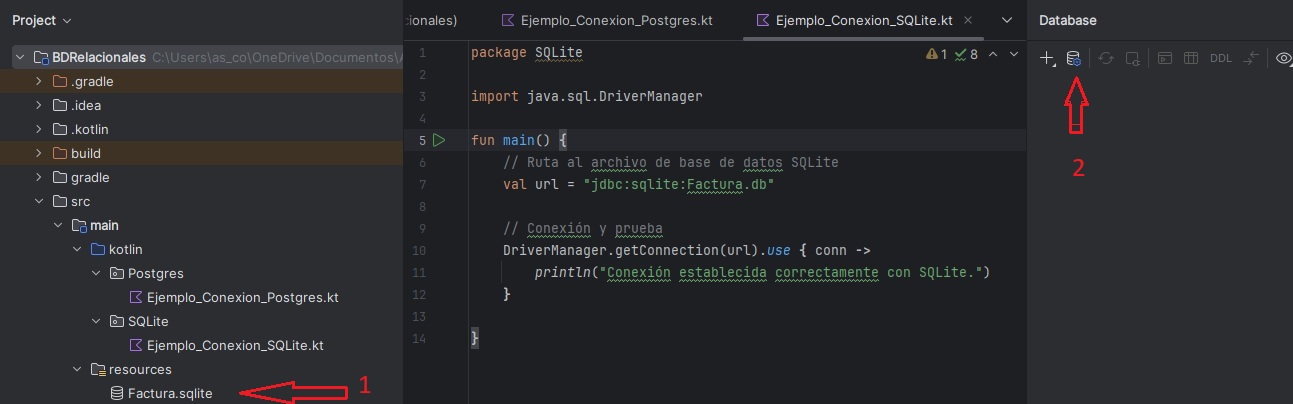 Project
BDRelacionales C:\Users\as_co\OneDrive\Documentos\A
.gradle
.idea
.kotlin
build
gradle
src
main
kotlin
Postgres
Ejemplo_Conexion_Postgres.kt
SQLite
Ejemplo_Conexion_SQLite.kt
resources
Factura.sqlite
1
cionales)
Ejemplo_Conexion_Postgres.kt
Ejemplo_Conexion_SQLite.kt
1 package SQLite
1 8
2
3 import java.sql.DriverManager
4
5 fun main() {
6 // Ruta al archivo de base de datos SQLite
7 val url = "jdbc:sqlite:Factura.db"
8
9 // Conexión y prueba
10 DriverManager.getConnection(url).use { conn ->
11 println("Conexión establecida correctamente con SQLite.")
12 }
13
14 }
Database
DDL
2